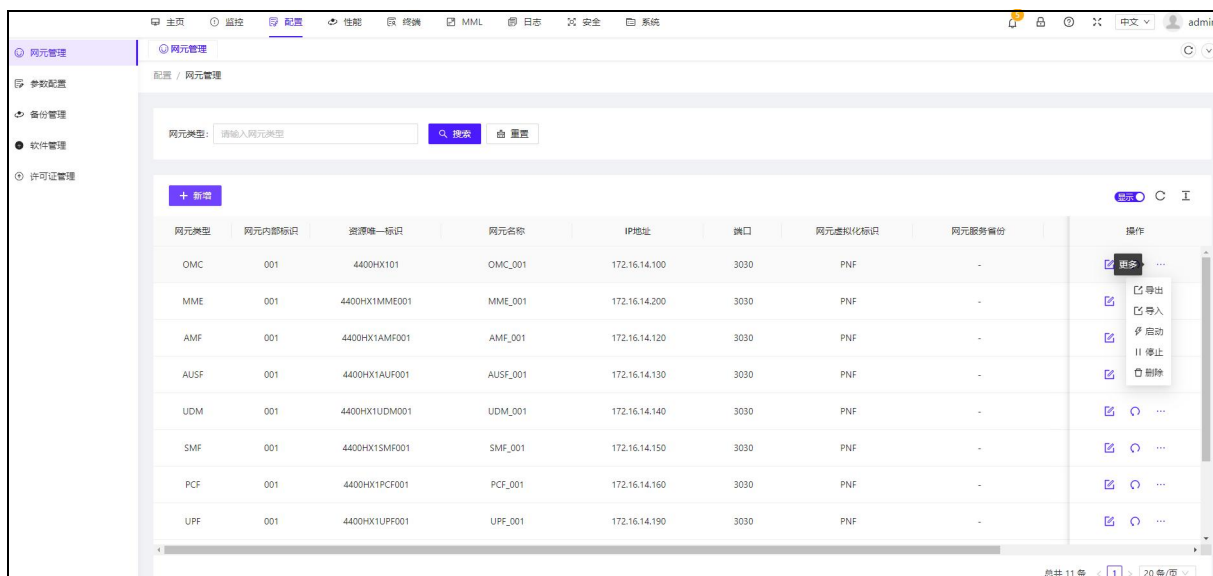 主页 监控 配置 性能 终端 MML 日志 安全 系统 5 中文 admin
网元管理
参数配置
备份管理
软件管理
许可证管理
网元管理
配置 / 网元管理
网元类型: 请输入网元类型 搜索 重置
+ 新增 显示
网元类型 网元内部标识 资源唯一标识 网元名称 IP地址 端口 网元虚拟化标识 网元服务省份 操作
OMC 001 4400HX101 OMC_001 172.16.14.100 3030 PNF - 更多 ...
MME 001 4400HX1MME001 MME_001 172.16.14.200 3030 PNF -
AMF 001 4400HX1AMF001 AMF_001 172.16.14.120 3030 PNF -
AUSF 001 4400HX1AUF001 AUSF_001 172.16.14.130 3030 PNF -
导出
导入
启动
停止
删除
UDM 001 4400HX1UDM001 UDM_001 172.16.14.140 3030 PNF - ...
SMF 001 4400HX1SMF001 SMF_001 172.16.14.150 3030 PNF - ...
PCF 001 4400HX1PCF001 PCF_001 172.16.14.160 3030 PNF - ...
UPF 001 4400HX1UPF001 UPF_001 172.16.14.190 3030 PNF - ...
总共 11 条 < 1 > 20 条/页